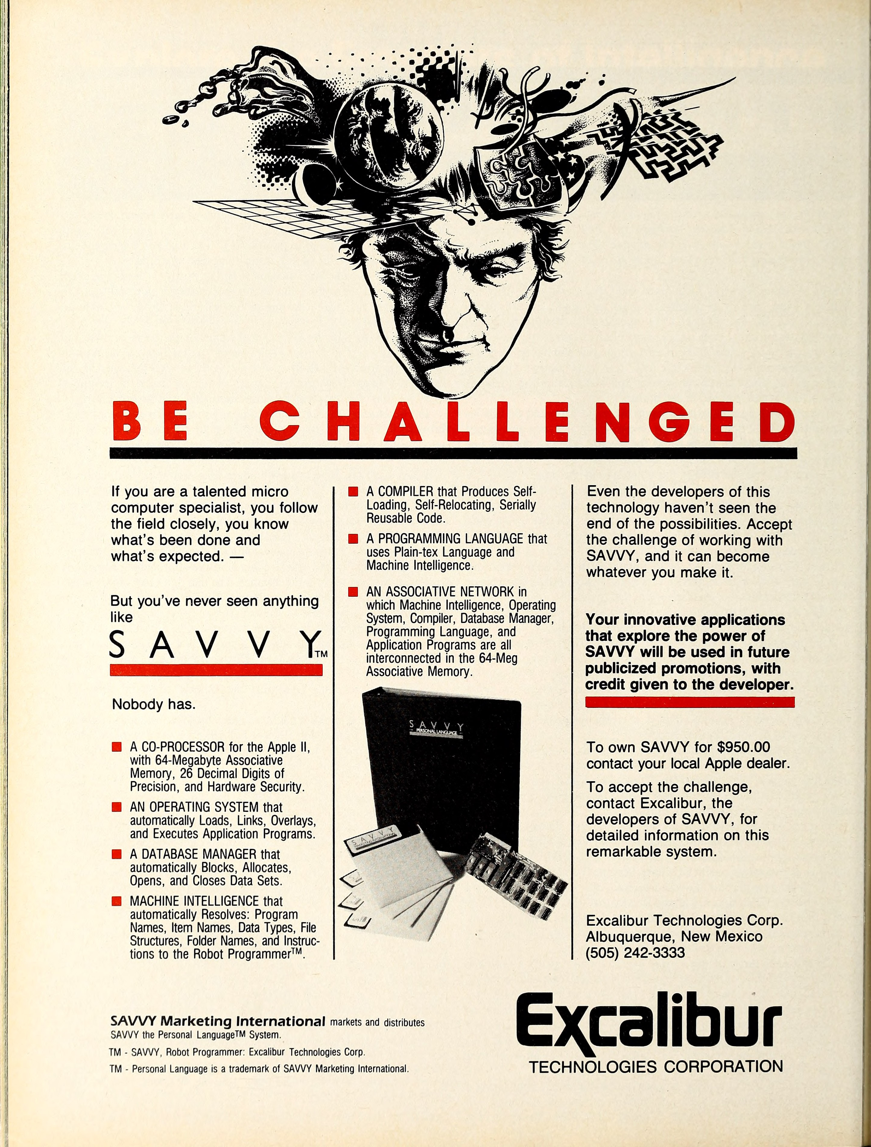 BE CHALLENGED
If you are a talented micro
computer specialist, you follow
the field closely, you know
what's been done and
what's expected. —
But you've never seen anything
like
SAVVY™
Nobody has.
■ A CO-PROCESSOR for the Apple II,
with 64-Megabyte Associative
Memory, 26 Decimal Digits of
Precision, and Hardware Security.
■ AN OPERATING SYSTEM that
automatically Loads, Links, Overlays,
and Executes Application Programs.
■ A DATABASE MANAGER that
automatically Blocks, Allocates,
Opens, and Closes Data Sets.
■ MACHINE INTELLIGENCE that
automatically Resolves: Program
Names, Item Names, Data Types, File
Structures, Folder Names, and Instruc-
tions to the Robot Programmer™.
■ A COMPILER that Produces Self-
Loading, Self-Relocating, Serially
Reusable Code.
■ A PROGRAMMING LANGUAGE that
uses Plain-tex Language and
Machine Intelligence.
■ AN ASSOCIATIVE NETWORK in
which Machine Intelligence, Operating
System, Compiler, Database Manager,
Programming Language, and
Application Programs are all
interconnected in the 64-Meg
Associative Memory.
SAVVY
PERSONAL LANGUAGE
SAVVY
Even the developers of this
technology haven't seen the
end of the possibilities. Accept
the challenge of working with
SAVVY, and it can become
whatever you make it.
Your innovative applications
that explore the power of
SAVVY will be used in future
publicized promotions, with
credit given to the developer.
To own SAVVY for $950.00
contact your local Apple dealer.
To accept the challenge,
contact Excalibur, the
developers of SAVVY, for
detailed information on this
remarkable system.
Excalibur Technologies Corp.
Albuquerque, New Mexico
(505) 242-3333
SAVVY Marketing International markets and distributes
SAVVY the Personal Language™ System.
TM - SAVVY, Robot Programmer: Excalibur Technologies Corp.
TM - Personal Language is a trademark of SAVVY Marketing International.
Excalibur
TECHNOLOGIES CORPORATION